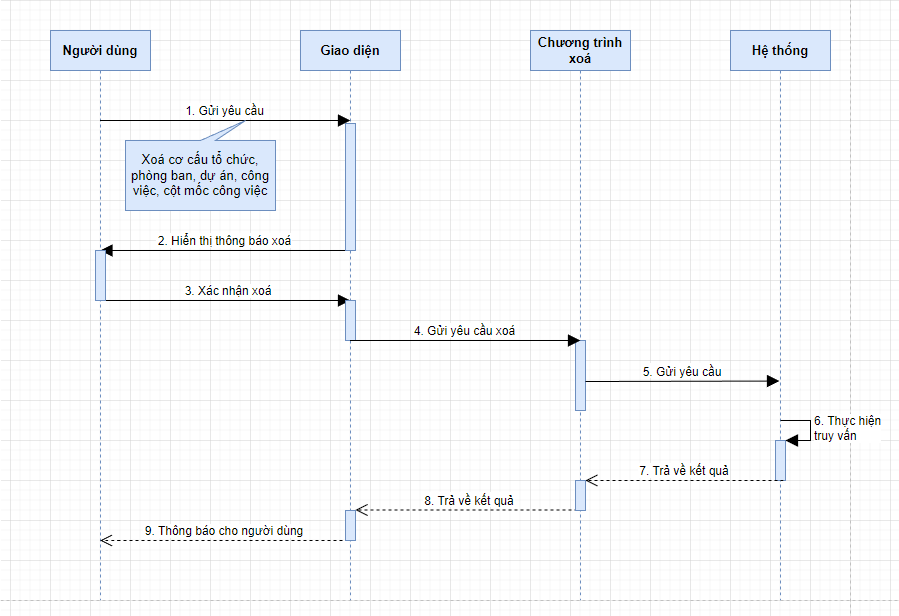 Người dùng
Giao diện
Chương trình
xoá
Hệ thống
1. Gửi yêu cầu
Xoá cơ cấu tổ chức,
phòng ban, dự án, công
việc, cột mốc công việc
2. Hiển thị thông báo xoá
3. Xác nhận xoá
4. Gửi yêu cầu xoá
5. Gửi yêu cầu
6. Thực hiện
truy vấn
7. Trả về kết quả
8. Trả về kết quả
9. Thông báo cho người dùng